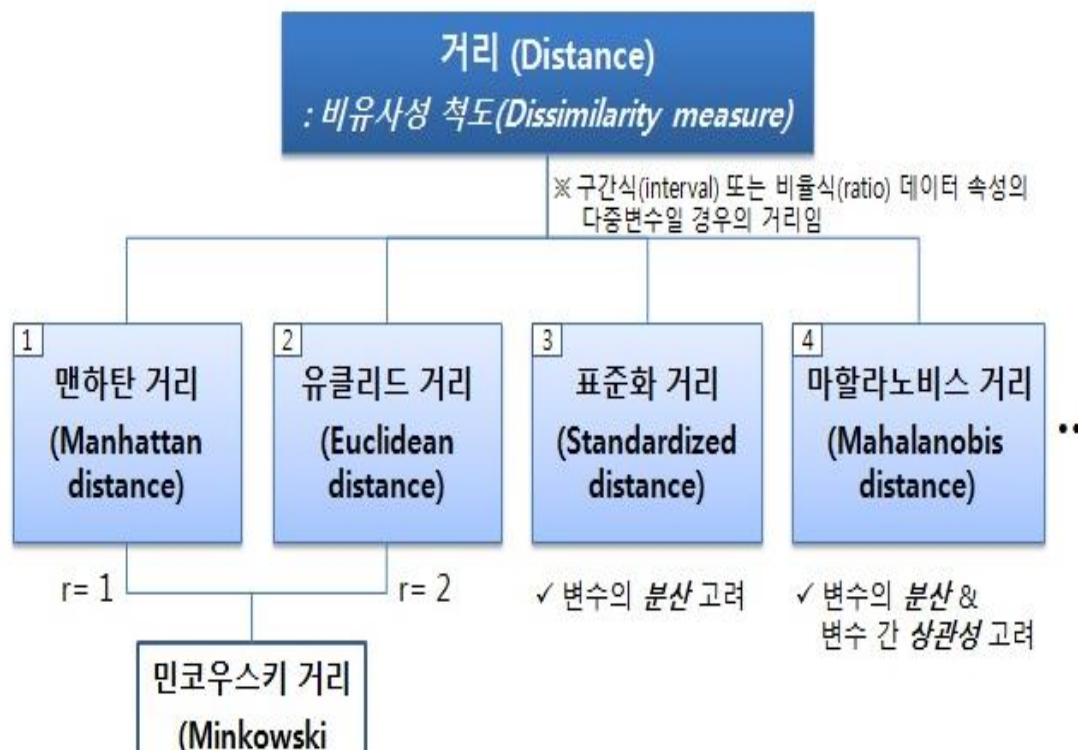 거리 (Distance)
: 비유사성 척도(Dissimilarity measure)
※ 구간식(interval) 또는 비율식(ratio) 데이터 속성의
다중변수일 경우의 거리임
1
맨하탄 거리
(Manhattan
distance)
2
유클리드 거리
(Euclidean
distance)
3
표준화 거리
(Standardized
distance)
4
마할라노비스 거리
(Mahalanobis
distance)
r= 1
r= 2
✓ 변수의 분산 고려
✓ 변수의 분산 &
변수 간 상관성 고려
민코우스키 거리
(Minkowski